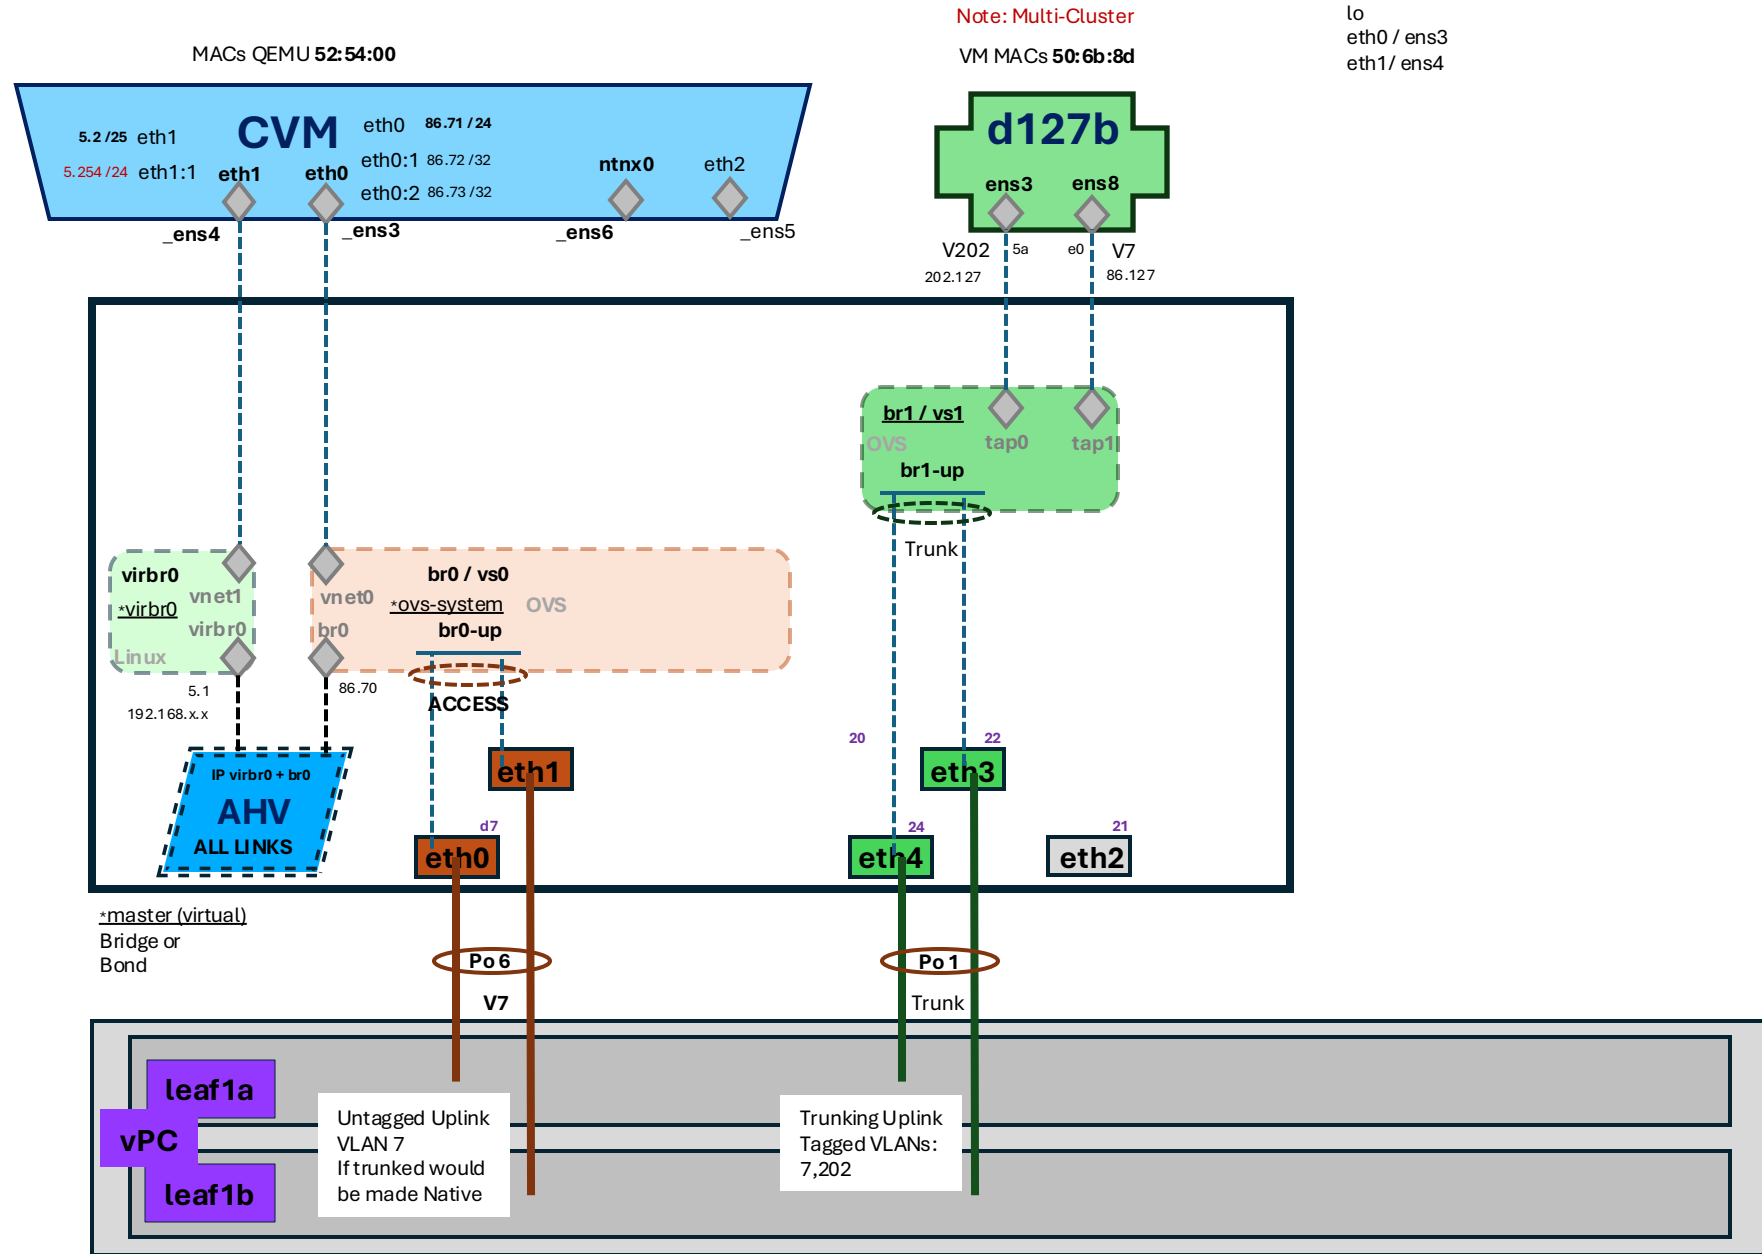 Note: Multi-Cluster
lo
eth0 / ens3
eth1/ ens4
MACs QEMU 52:54:00
VM MACs 50:6b:8d
CVM
5.2 /25 eth1
5.254 /24 eth1:1
eth1
eth0
eth0 86.71 /24
eth0:1 86.72 /32
eth0:2 86.73 /32
ntnx0
eth2
_ens4
_ens3
_ens6
_ens5
d127b
ens3
ens8
V202
5a
e0
V7
202.127
86.127
br1 / vs1
OVS
tap0
tap1
br1-up
Trunk
virbr0
*virbr0
vnet1
virbr0
Linux
vnet0
br0
br0 / vs0
*ovs-system
OVS
br0-up
ACCESS
5.1
192.168.x.x
86.70
IP virbr0 + br0
AHV
ALL LINKS
eth1
d7
eth0
20
22
eth3
24
eth4
21
eth2
*master (virtual)
Bridge or
Bond
Po 6
V7
Po 1
Trunk
leaf1a
vPC
leaf1b
Untagged Uplink
VLAN 7
If trunked would
be made Native
Trunking Uplink
Tagged VLANs:
7,202